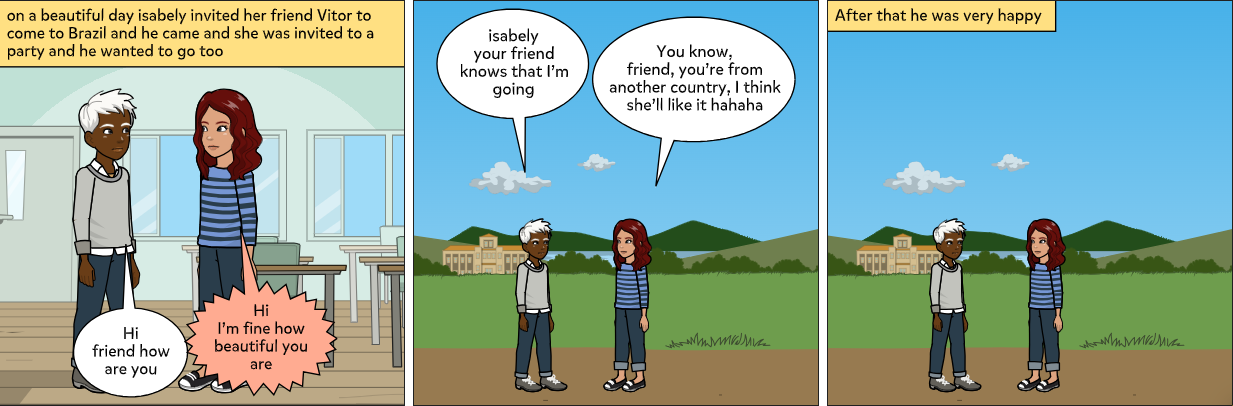 on a beautiful day isabely invited her friend Vitor to
come to Brazil and he came and she was invited to a
party and he wanted to go too
Hi
friend how
are you
Hi
I'm fine how
beautiful you
are
isabely
your friend
knows that I'm
going
You know,
friend, you're from
another country, I think
she'll like it hahaha
After that he was very happy